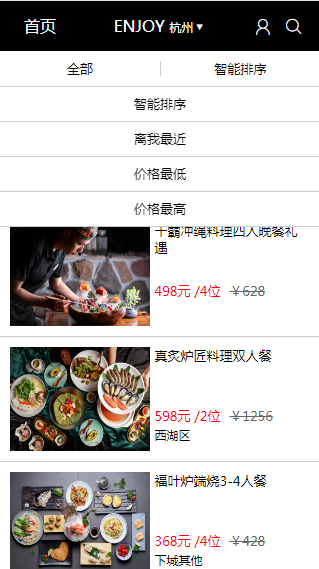 首页
ENJOY 杭州 ▼
全部
智能排序
智能排序
离我最近
价格最低
价格最高
十霸冲绳料理四人晚餐礼
遇
498元 /4位 ￥628
真炙炉匠料理双人餐
598元 /2位 ￥1256
西湖区
福叶炉端烧3-4人餐
368元 /4位 ￥428
下城其他